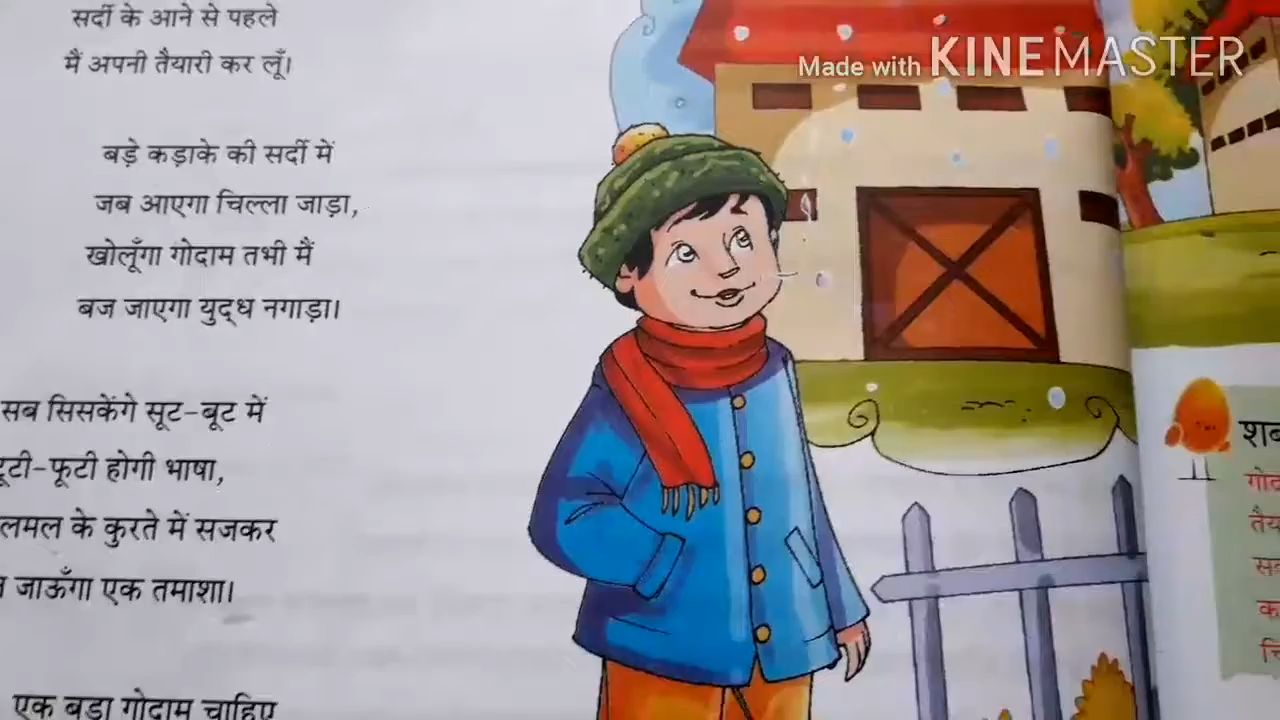 सर्दी के आने से पहले
मैं अपनी तैयारी कर लूँ।
बड़े कड़ाके की सर्दी में
जब आएगा चिल्ला जाड़ा,
खोलूँगा गोदाम तभी मैं
बज जाएगा युद्ध नगाड़ा।
सब सिसकेंगे सूट-बूट में
टूटी-फूटी होगी भाषा,
लमल के कुरते में सजकर
जाऊँगा एक तमाशा।
एक बड़ा गोदाम चाहिए
Made with KINEMASTER